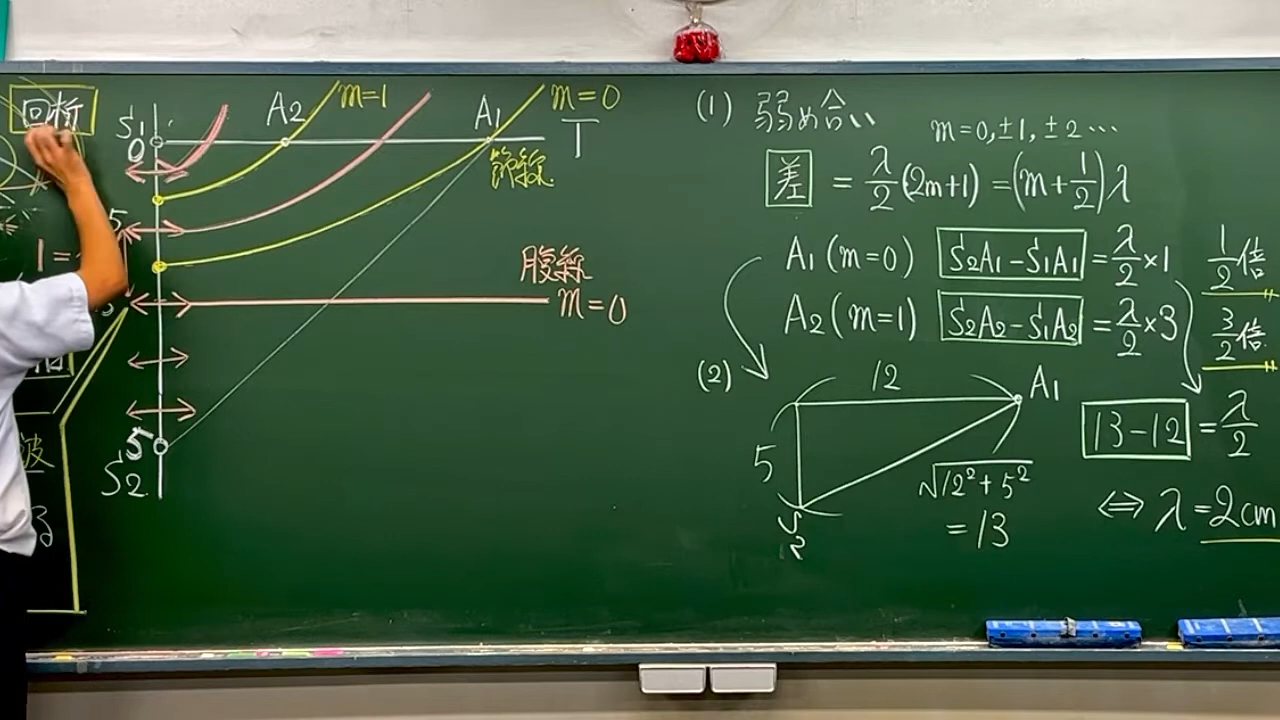 回折
S₁
0
A2
m=1
A₁
m=0
T
節線
5
1=
腹線
m=0
波
る
5
S2
(1) 弱め合い
m=0,±1,±2…
差 = λ/2(2m+1) = (m+1/2)λ
A₁(m=0) S₂A₁-S₁A₁ = λ/2×1 1/2倍
A₂(m=1) S₂A₂-S₁A₂ = λ/2×3 3/2倍
(2)
12
A₁
5
S2
√12²+5²
=13
13-12 = λ/2
⇔ λ=2cm